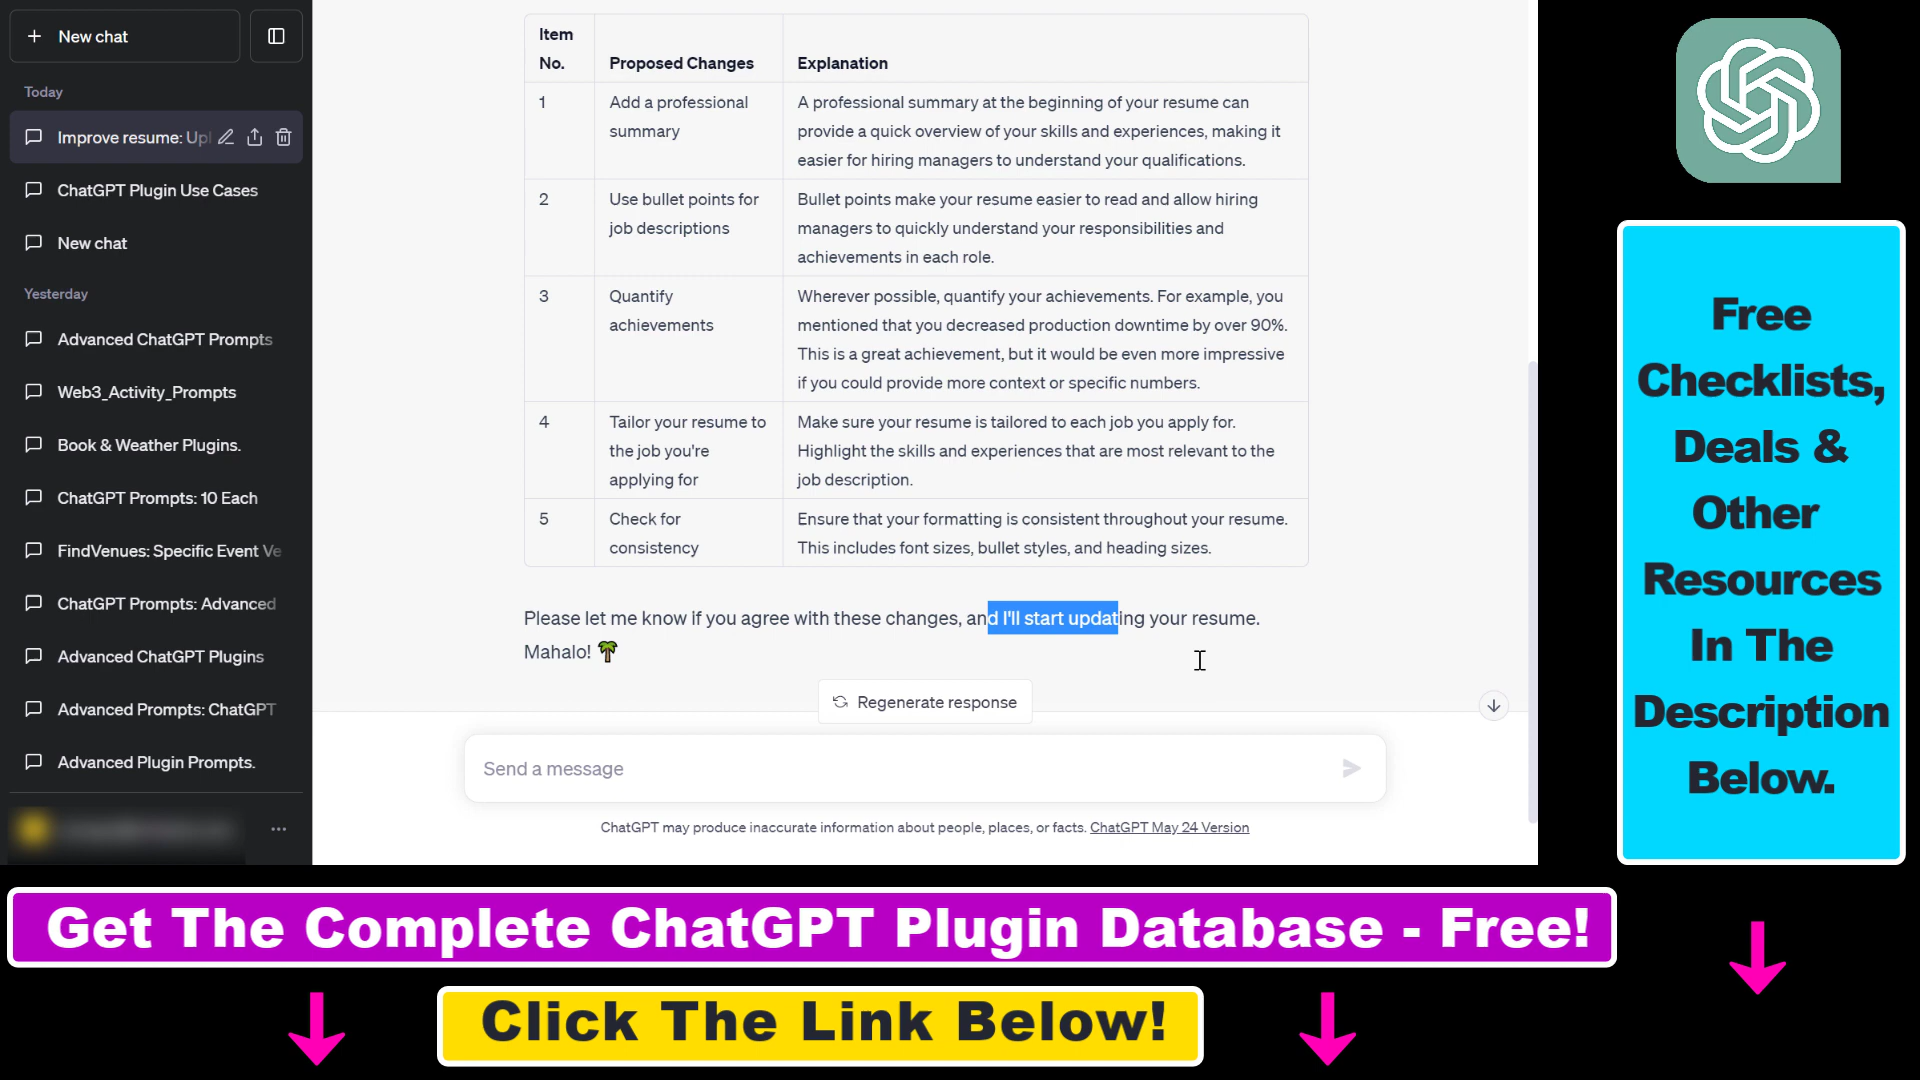 New chat
Today
Improve resume: Upl
ChatGPT Plugin Use Cases
New chat
Yesterday
Advanced ChatGPT Prompts
Web3_Activity_Prompts
Book & Weather Plugins.
ChatGPT Prompts: 10 Each
FindVenues: Specific Event Ve
ChatGPT Prompts: Advanced
Advanced ChatGPT Plugins
Advanced Prompts: ChatGPT
Advanced Plugin Prompts.
Item
No.
Proposed Changes
Explanation
1
Add a professional
summary
A professional summary at the beginning of your resume can
provide a quick overview of your skills and experiences, making it
easier for hiring managers to understand your qualifications.
2
Use bullet points for
job descriptions
Bullet points make your resume easier to read and allow hiring
managers to quickly understand your responsibilities and
achievements in each role.
3
Quantify
achievements
Wherever possible, quantify your achievements. For example, you
mentioned that you decreased production downtime by over 90%.
This is a great achievement, but it would be even more impressive
if you could provide more context or specific numbers.
4
Tailor your resume to
the job you're
applying for
Make sure your resume is tailored to each job you apply for.
Highlight the skills and experiences that are most relevant to the
job description.
5
Check for
consistency
Ensure that your formatting is consistent throughout your resume.
This includes font sizes, bullet styles, and heading sizes.
Please let me know if you agree with these changes, and I'll start updating your resume.
Mahalo! 🌴
Regenerate response
Send a message
ChatGPT may produce inaccurate information about people, places, or facts. ChatGPT May 24 Version
Free
Checklists,
Deals &
Other
Resources
In The
Description
Below.
Get The Complete ChatGPT Plugin Database - Free!
Click The Link Below!